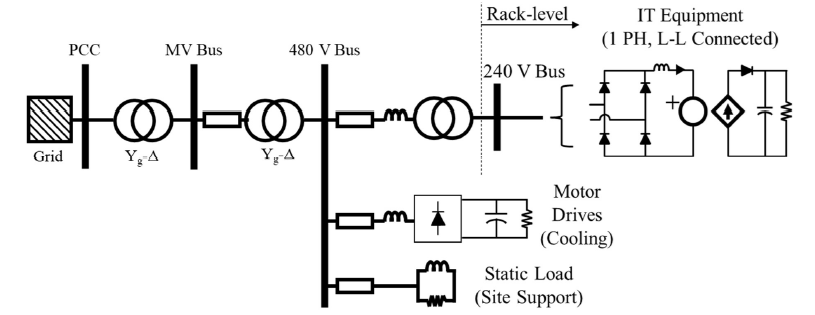 Rack-level
IT Equipment
(1 PH, L-L Connected)
PCC
MV Bus
480 V Bus
240 V Bus
+
Grid
Yg-Δ
Yg-Δ
Motor
Drives
(Cooling)
Static Load
(Site Support)